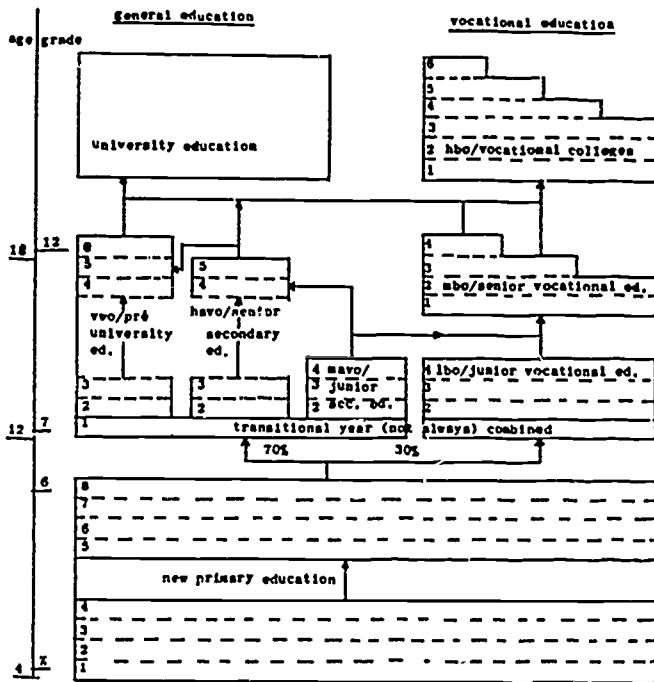 general education
vocational education
age grade
6
5
4
3
2 hbo/vocational colleges
1
university education
18
12
6
5
4
5
4
4
3
2 mbo/senior vocational ed.
1
vwo/pré
university
ed.
havo/senior
secondary
ed.
3
2
3
2
4 mavo/
3 junior
2 scc. ed.
4 lbo/junior vocational ed.
3
2
12
7
1
transitional year (not always) combined
70%
30%
6
8
7
6
5
new primary education
4
3
2
1
4
X